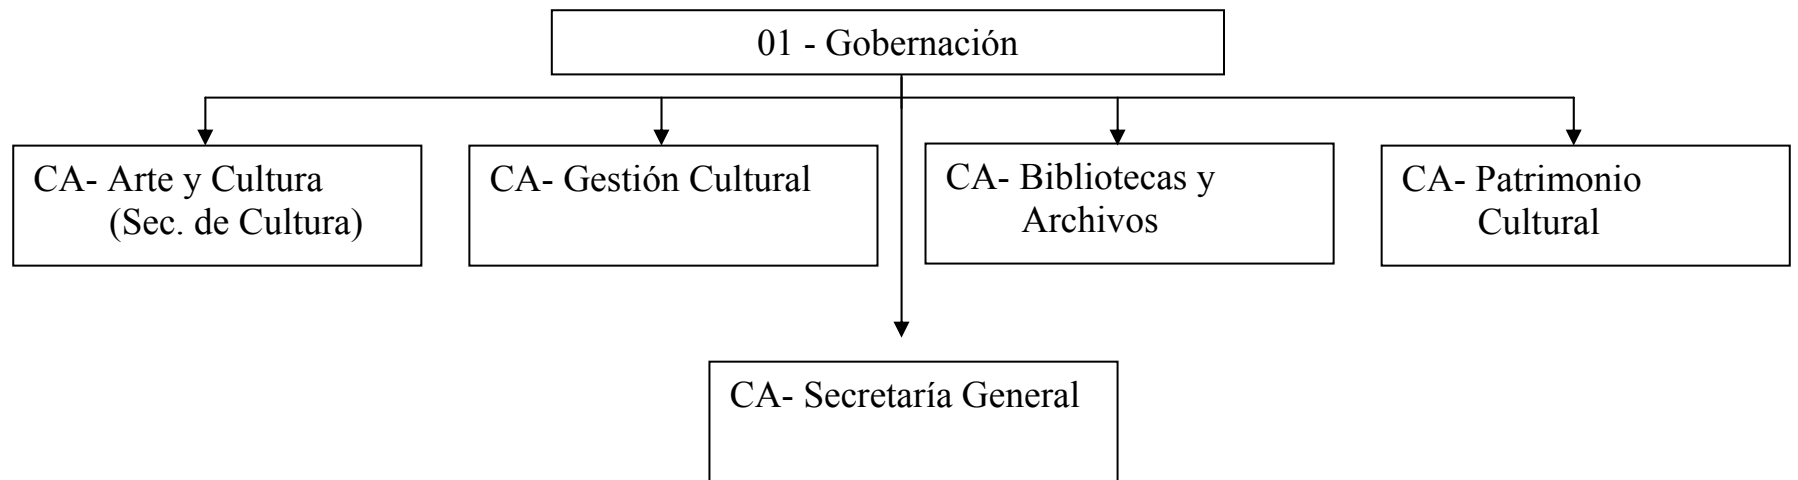 01 - Gobernación
CA- Arte y Cultura
(Sec. de Cultura)
CA- Gestión Cultural
CA- Bibliotecas y
Archivos
CA- Patrimonio
Cultural
CA- Secretaría General